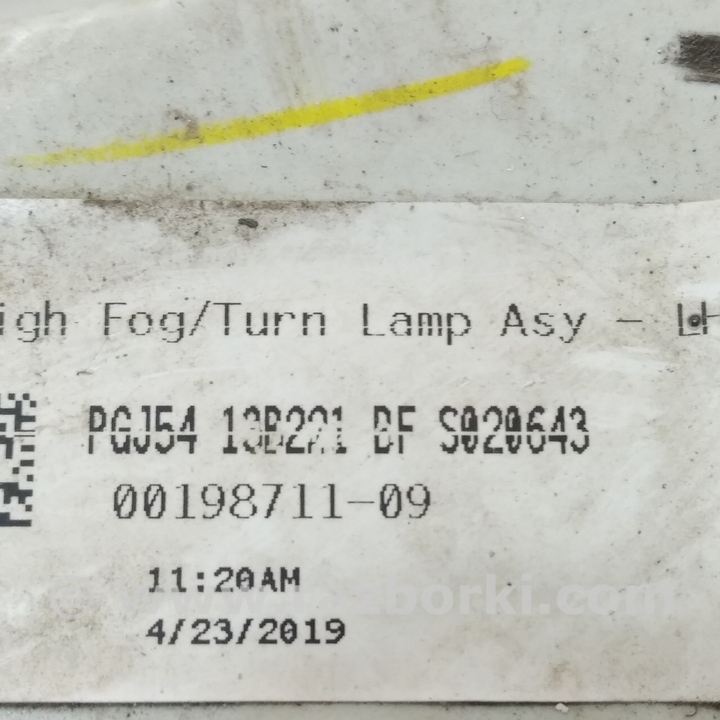 igh Fog/Turn Lamp Asy - LH
PGJ54 13B221 BF S020643
00198711-09
11:20AM
4/23/2019